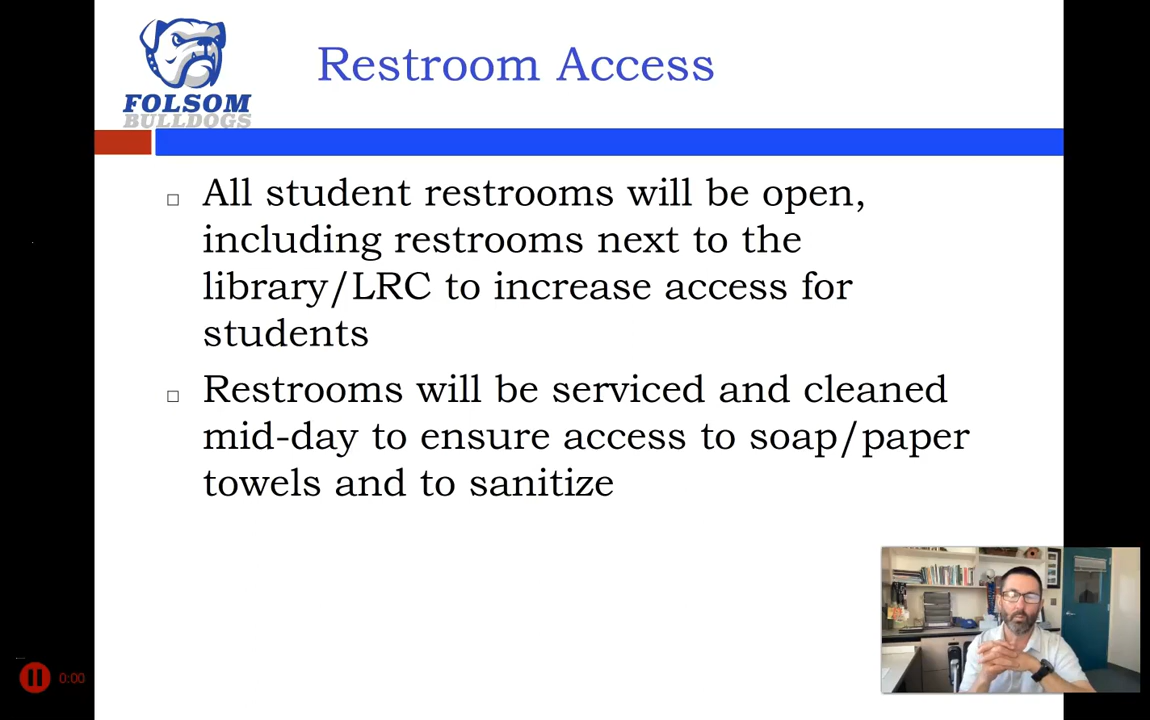 Restroom Access
FOLSOM
BULLDOGS
All student restrooms will be open,
including restrooms next to the
library/LRC to increase access for
students
Restrooms will be serviced and cleaned
mid-day to ensure access to soap/paper
towels and to sanitize
0:00